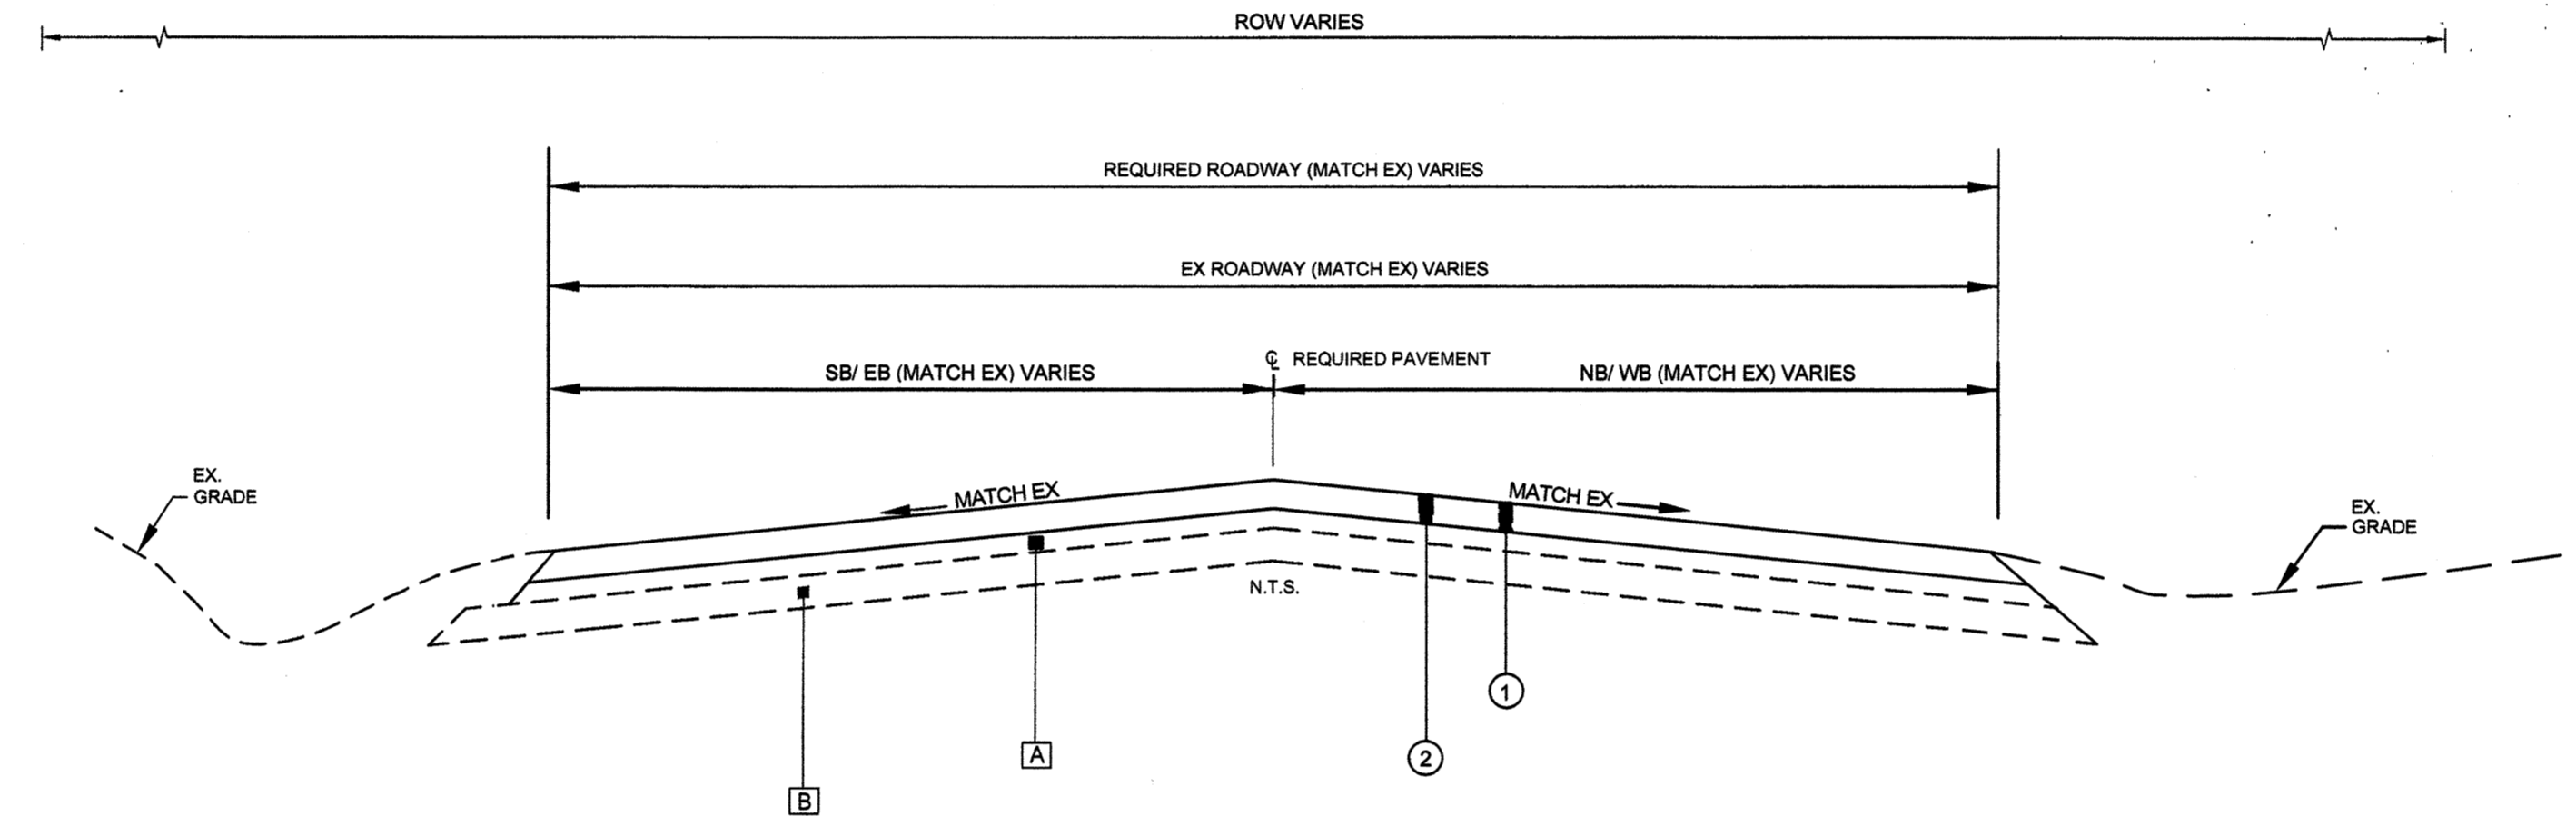 ROW VARIES
REQUIRED ROADWAY (MATCH EX) VARIES
EX ROADWAY (MATCH EX) VARIES
℄ REQUIRED PAVEMENT
SB/ EB (MATCH EX) VARIES
NB/ WB (MATCH EX) VARIES
EX.
GRADE
MATCH EX
MATCH EX
EX.
GRADE
N.T.S.
1
A
2
B